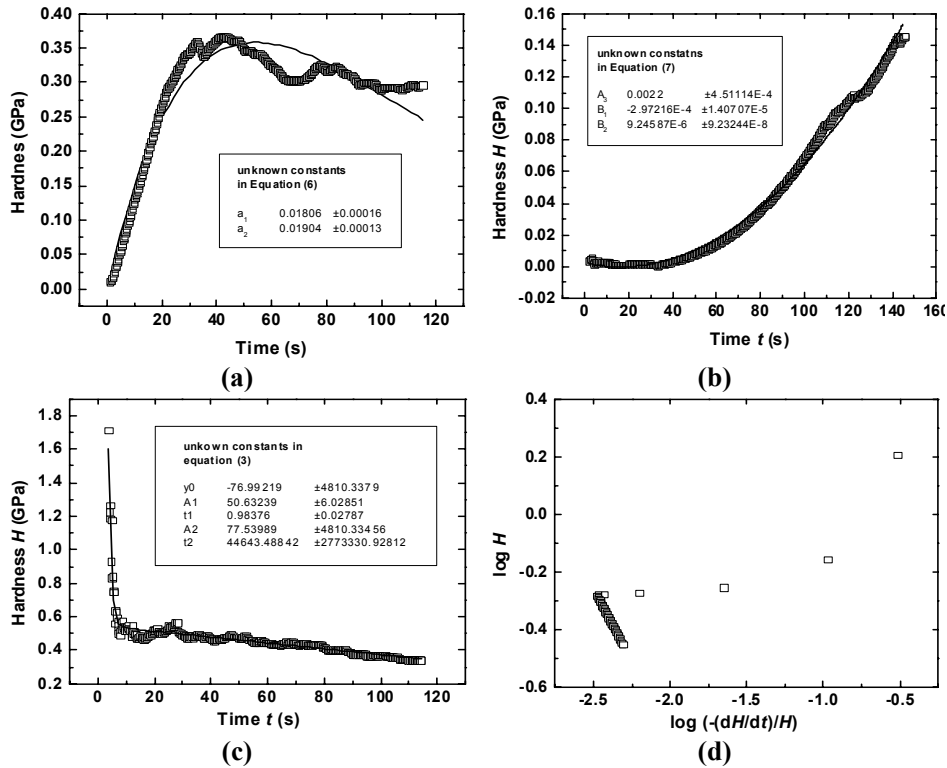 Hardnes (GPa)
0.35
0.30
0.25
0.20
0.15
0.10
0.05
0.00
unknown constants
in Equation (6)
a1 0.01806 ±0.00016
a2 0.01904 ±0.00013
0 20 40 60 80 100 120
Time (s)
(a)
Hardness H (GPa)
0.16
0.14
0.12
0.10
0.08
0.06
0.04
0.02
0.00
-0.02
unknown constatns
in Equation (7)
A3 0.0022 ±4.51114E-4
B1 -2.97216E-4 ±1.40707E-5
B2 9.24587E-6 ±9.23244E-8
0 20 40 60 80 100 120 140 160
Time t (s)
(b)
Hardness H (GPa)
1.8
1.6
1.4
1.2
1.0
0.8
0.6
0.4
0.2
unkown constants in
equation (3)
y0 -76.99219 ±4810.3379
A1 50.63239 ±6.02851
t1 0.98376 ±0.02787
A2 77.53989 ±4810.33456
t2 44643.48842 ±2773330.92812
0 20 40 60 80 100 120
Time t (s)
(c)
log H
0.4
0.2
0.0
-0.2
-0.4
-0.6
-2.5 -2.0 -1.5 -1.0 -0.5
log (-(dH/dt)/H)
(d)